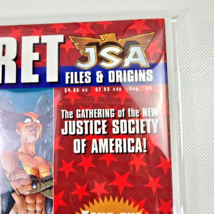 RET
JSA
FILES & ORIGINS
The GATHERING of the NEW
JUSTICE SOCIETY
OF AMERICA!